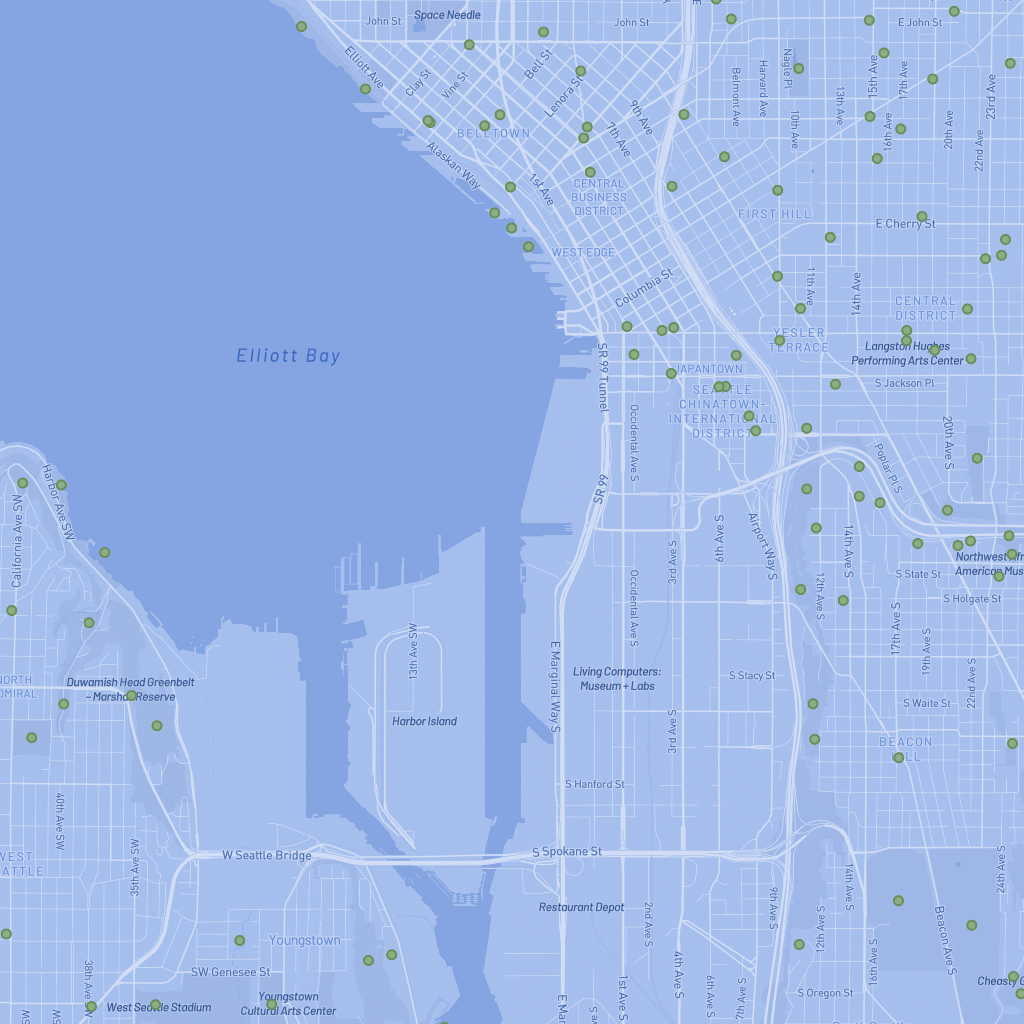 Space Needle
John St
John St
E John St
Elliott Ave
Clay St
Vine St
Bell St
Lenora St
9th Ave
7th Ave
Belmont Ave
Harvard Ave
Nagle Pl
10th Ave
13th Ave
15th Ave
17th Ave
16th Ave
20th Ave
22nd Ave
23rd Ave
BELLTOWN
Alaskan Way
1st Ave
CENTRAL
BUSINESS
DISTRICT
FIRST HILL
E Cherry St
WEST EDGE
Columbia St
11th Ave
14th Ave
CENTRAL
DISTRICT
YESLER
TERRACE
Langston Hughes
Performing Arts Center
Elliott Bay
SR 99 Tunnel
JAPANTOWN
S Jackson Pl
SEATTLE
CHINATOWN-
INTERNATIONAL
DISTRICT
Occidental Ave S
20th Ave S
Poplar Pl S
SR 99
Harbor Ave SW
California Ave SW
3rd Ave S
6th Ave S
Airport Way S
14th Ave S
Northwest Afr
American Mus
S State St
S Holgate St
12th Ave S
Occidental Ave S
17th Ave S
19th Ave S
22nd Ave S
13th Ave SW
E Marginal Way S
Living Computers:
Museum + Labs
S Stacy St
S Waite St
NORTH
DMIRAL
Duwamish Head Greenbelt
– Marshall Reserve
Harbor Island
3rd Ave S
BEACON
HILL
S Hanford St
40th Ave SW
35th Ave SW
WEST
ATTLE
W Seattle Bridge
S Spokane St
14th Ave S
24th Ave S
9th Ave S
Restaurant Depot
2nd Ave S
12th Ave S
Beacon Ave S
16th Ave S
Youngstown
SW Genesee St
38th Ave
4th Ave S
1st Ave S
6th Ave S
7th Ave S
S Oregon St
Cheasty G
West Seattle Stadium
Youngstown
Cultural Arts Center
SW
SW
E Mar